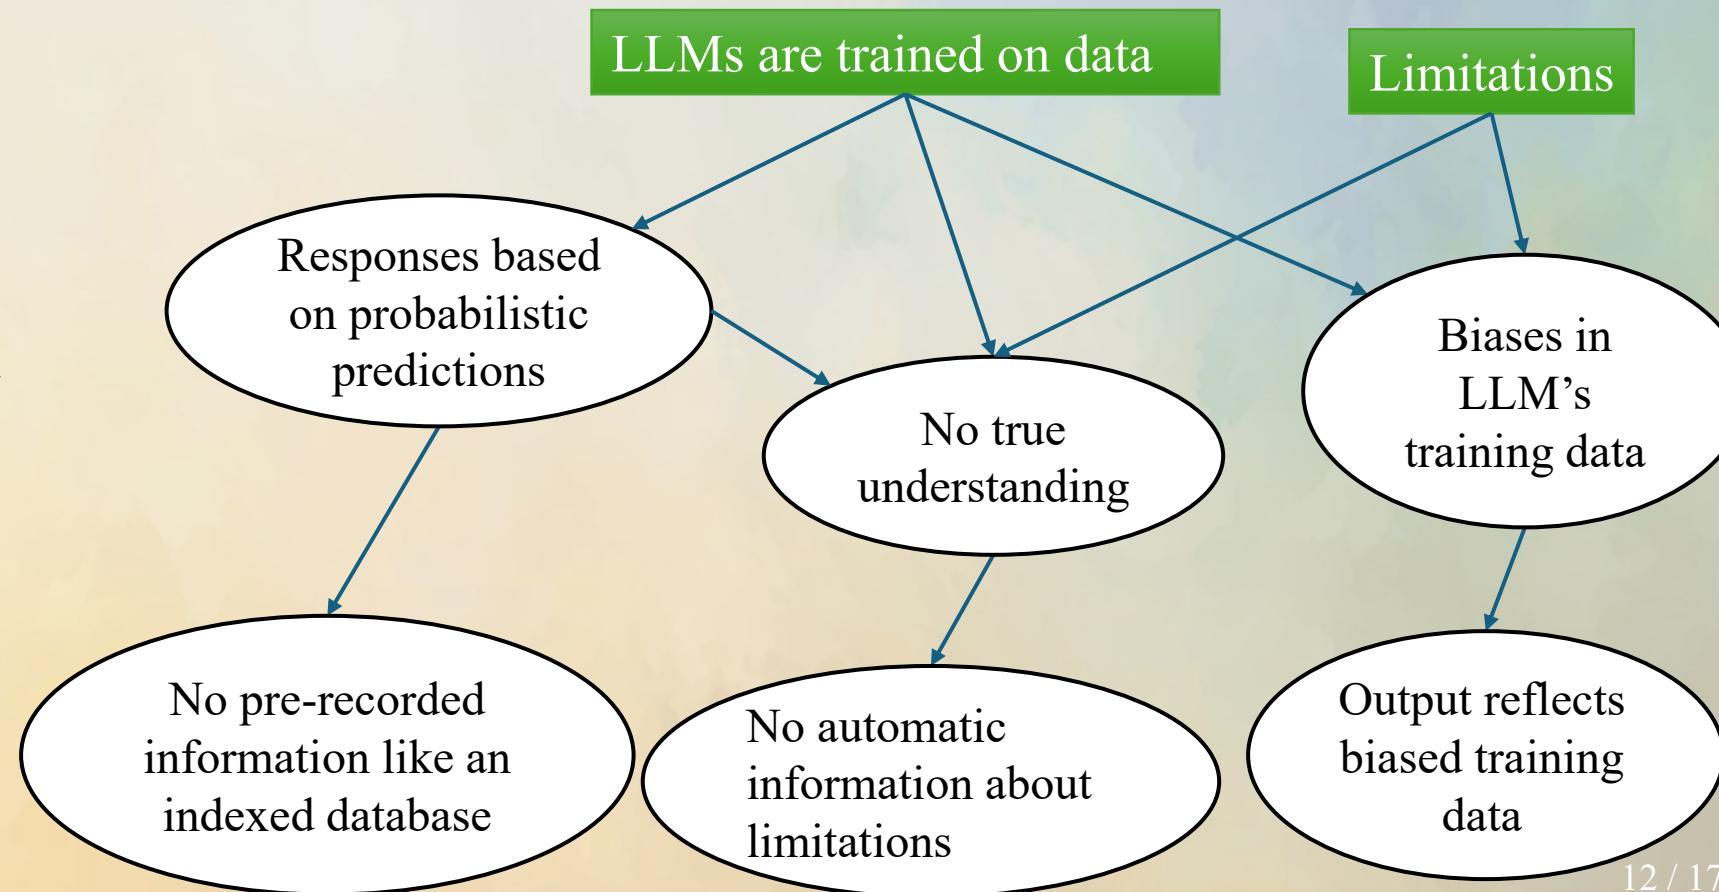 LLMs are trained on data
Limitations
Responses based
on probabilistic
predictions
No true
understanding
Biases in
LLM’s
training data
No pre-recorded
information like an
indexed database
No automatic
information about
limitations
Output reflects
biased training
data
12 / 17